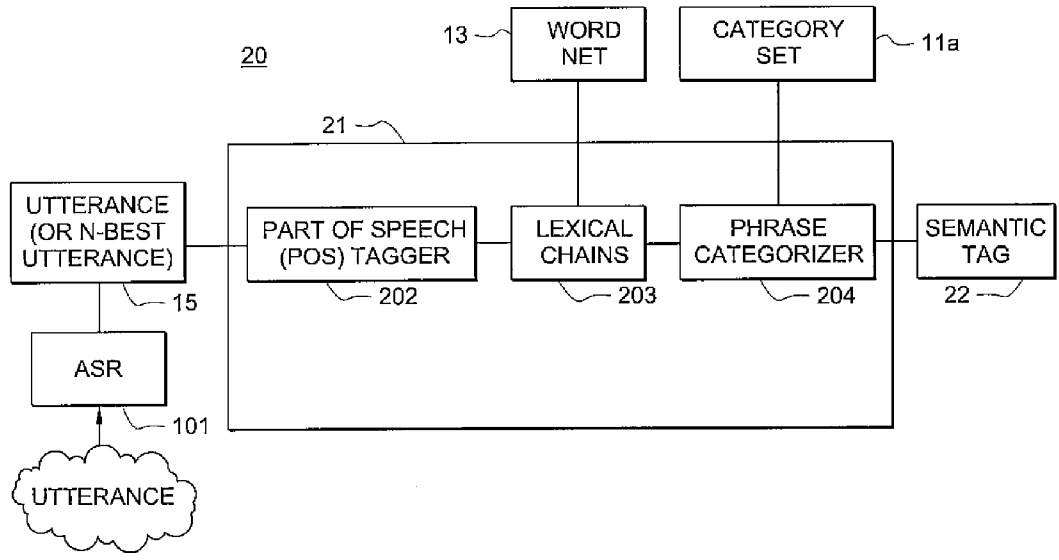 20
13
WORD
NET
CATEGORY
SET
11a
21
UTTERANCE
(OR N-BEST
UTTERANCE)
15
PART OF SPEECH
(POS) TAGGER
202
LEXICAL
CHAINS
203
PHRASE
CATEGORIZER
204
SEMANTIC
TAG
22
ASR
101
UTTERANCE